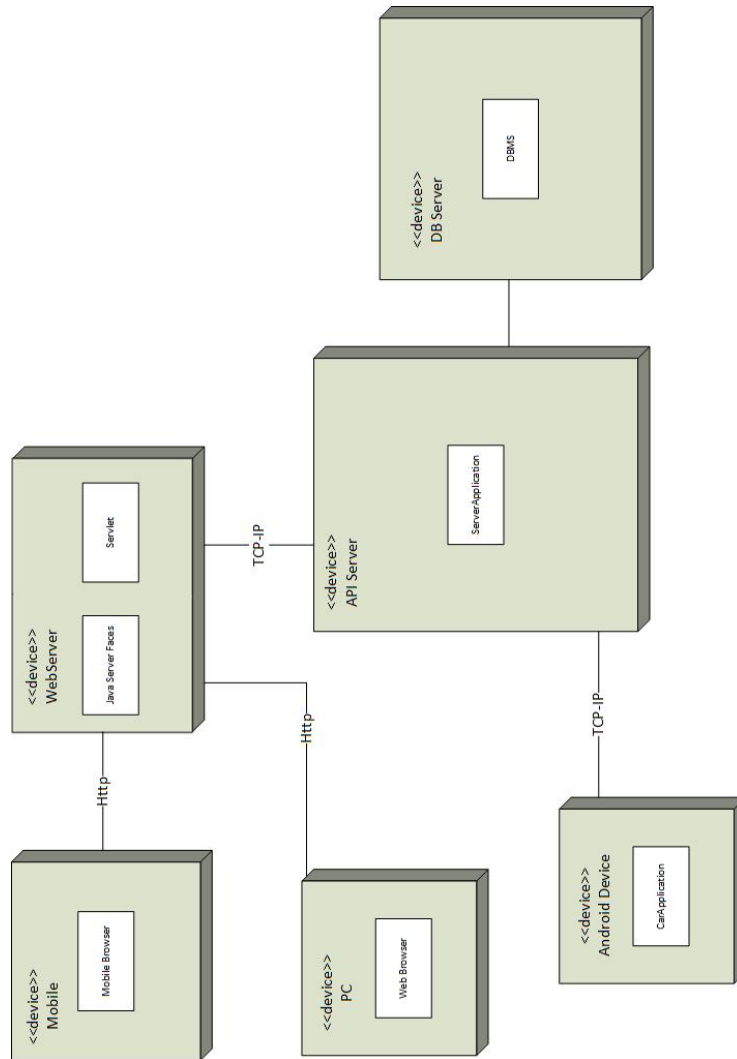 <<device>>
Mobile
Mobile Browser
Http
<<device>>
WebServer
Java Server Faces
Servlet
<<device>>
PC
Web Browser
Http
TCP-IP
<<device>>
API Server
ServerApplication
<<device>>
DB Server
DBMS
<<device>>
Android Device
CarApplication
TCP-IP